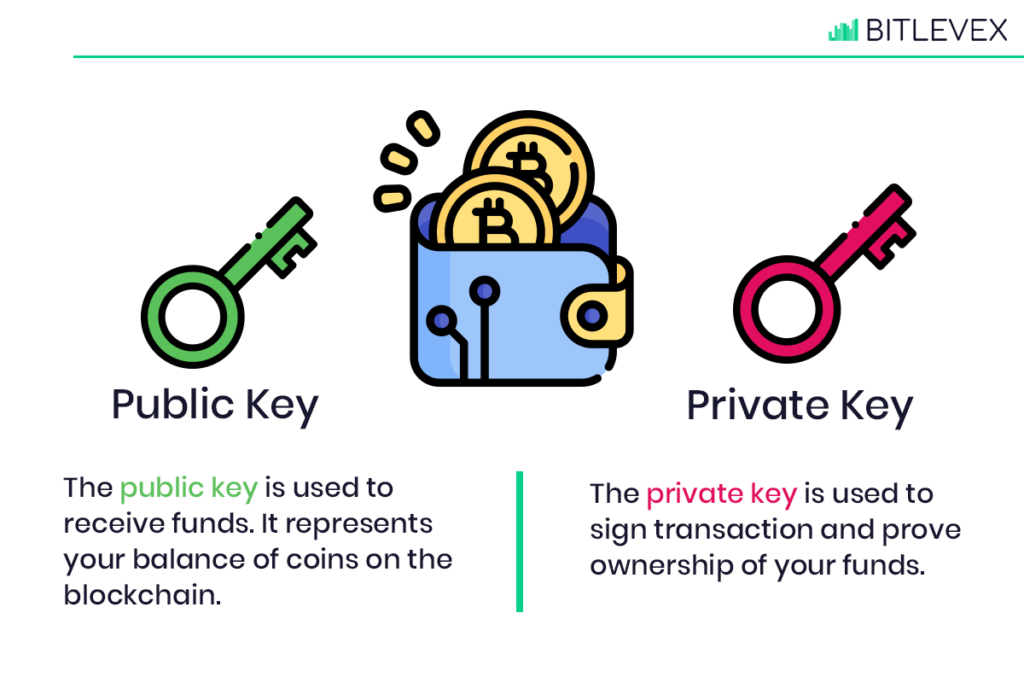 BITLEVEX
Public Key
Private Key
The public key is used to
receive funds. It represents
your balance of coins on the
blockchain.
The private key is used to
sign transaction and prove
ownership of your funds.